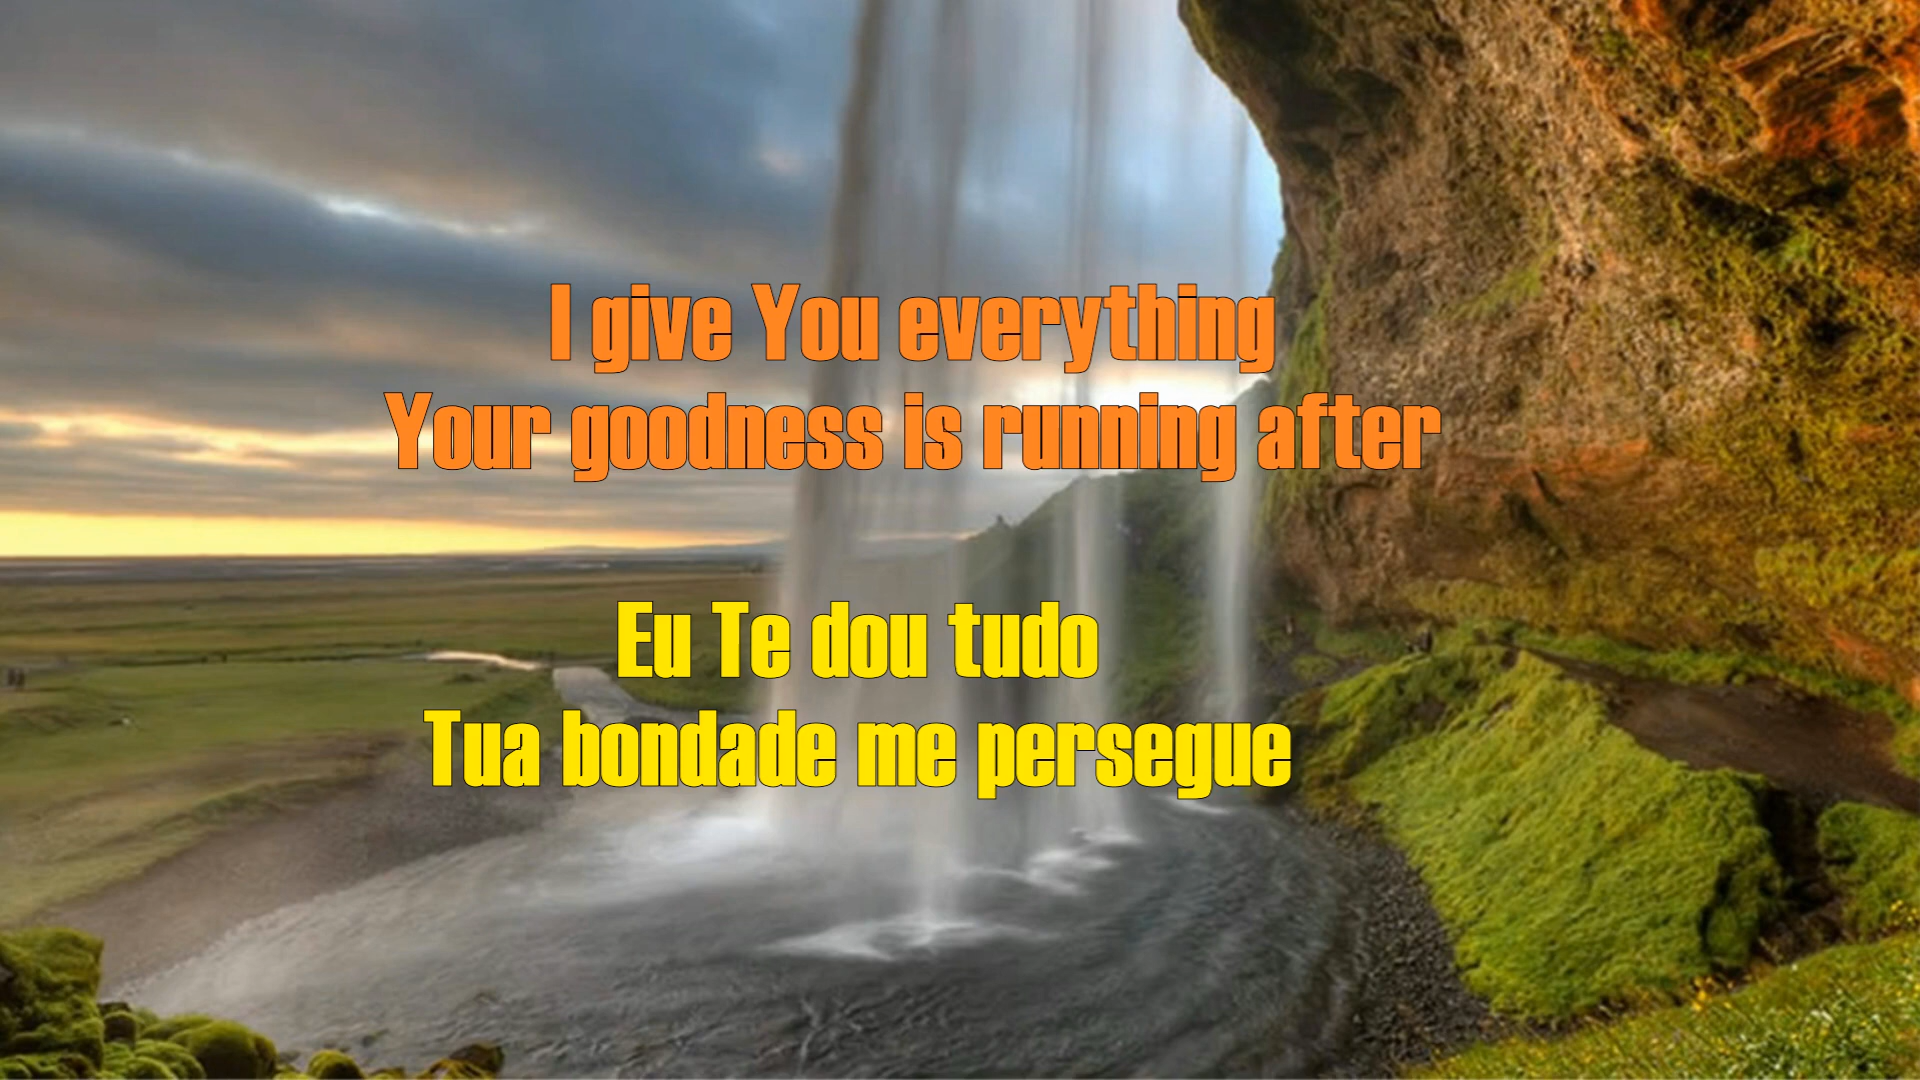 I give You everything
Your goodness is running after
Eu Te dou tudo
Tua bondade me persegue